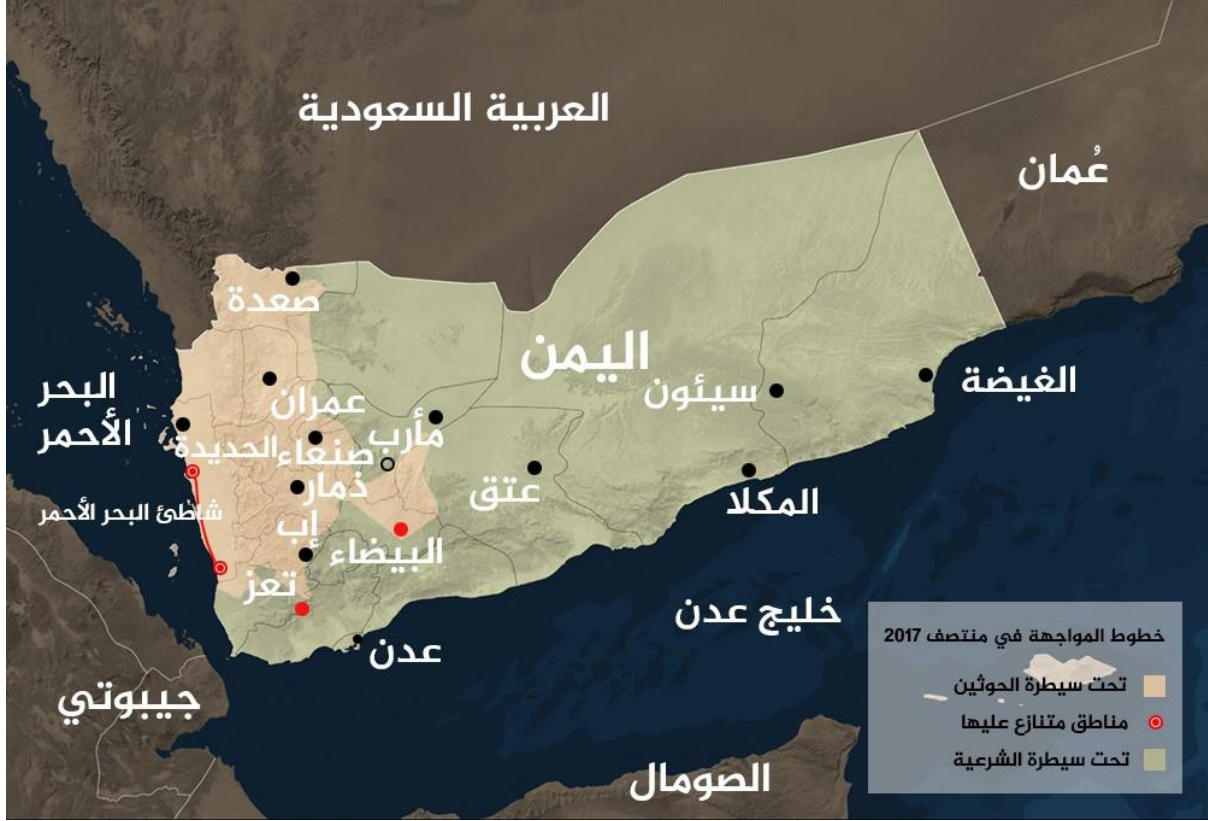 العربية السعودية
عُمان
صعدة
اليمن
عمران
البحر
الأحمر
مأرب
سيئون
الغيضة
الحديدة
صنعاء
ذمار
عتق
المكلا
شاطئ البحر الأحمر
إب
البيضاء
تعز
خليج عدن
عدن
جيبوتي
الصومال
خطوط المواجهة في منتصف 2017
تحت سيطرة الحوثين
مناطق متنازع عليها
تحت سيطرة الشرعية